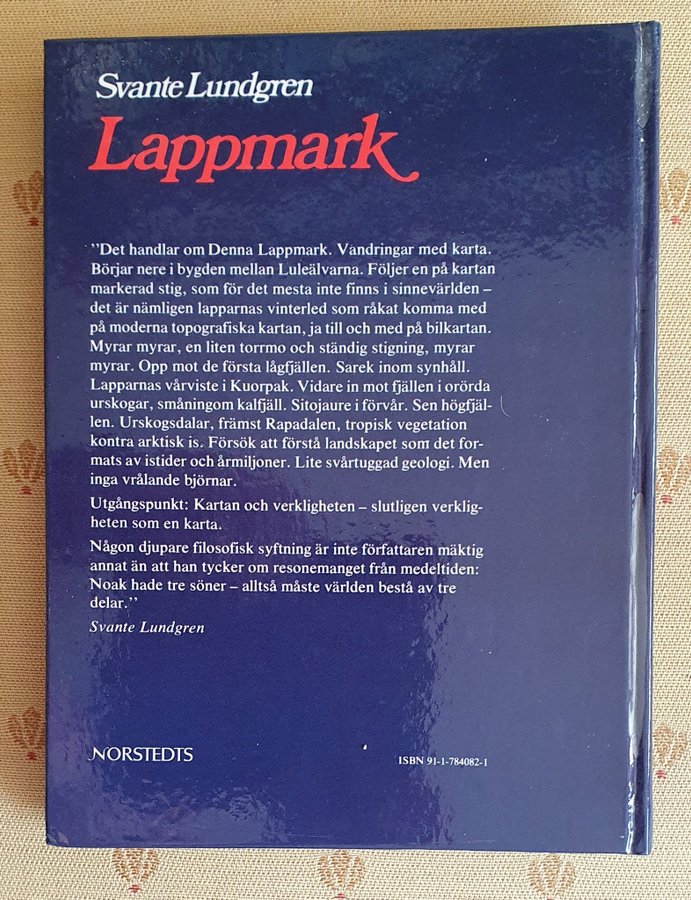 Svante Lundgren
Lappmark
"Det handlar om Denna Lappmark. Vandringar med karta.
Börjar nere i bygden mellan Luleälvarna. Följer en på kartan
markerad stig, som för det mesta inte finns i sinnevärlden –
det är nämligen lapparnas vinterled som råkat komma med
på moderna topografiska kartan, ja till och med på bilkartan.
Myrar myrar, en liten torrmo och ständig stigning, myrar
myrar. Opp mot de första lågfjällen. Sarek inom synhåll.
Lapparnas vårviste i Kuorpak. Vidare in mot fjällen i orörda
urskogar, småningom kalfjäll. Sitojaure i förvår. Sen högfjäl-
len. Urskogsdalar, främst Rapadalen, tropisk vegetation
kontra arktisk is. Försök att förstå landskapet som det for-
mats av istider och årmiljoner. Lite svårtuggad geologi. Men
inga vrålande björnar.
Utgångspunkt: Kartan och verkligheten – slutligen verklig-
heten som en karta.
Någon djupare filosofisk syftning är inte författaren mäktig
annat än att han tycker om resonemanget från medeltiden:
Noak hade tre söner – alltså måste världen bestå av tre
delar."
Svante Lundgren
NORSTEDTS
ISBN 91-1-784082-1